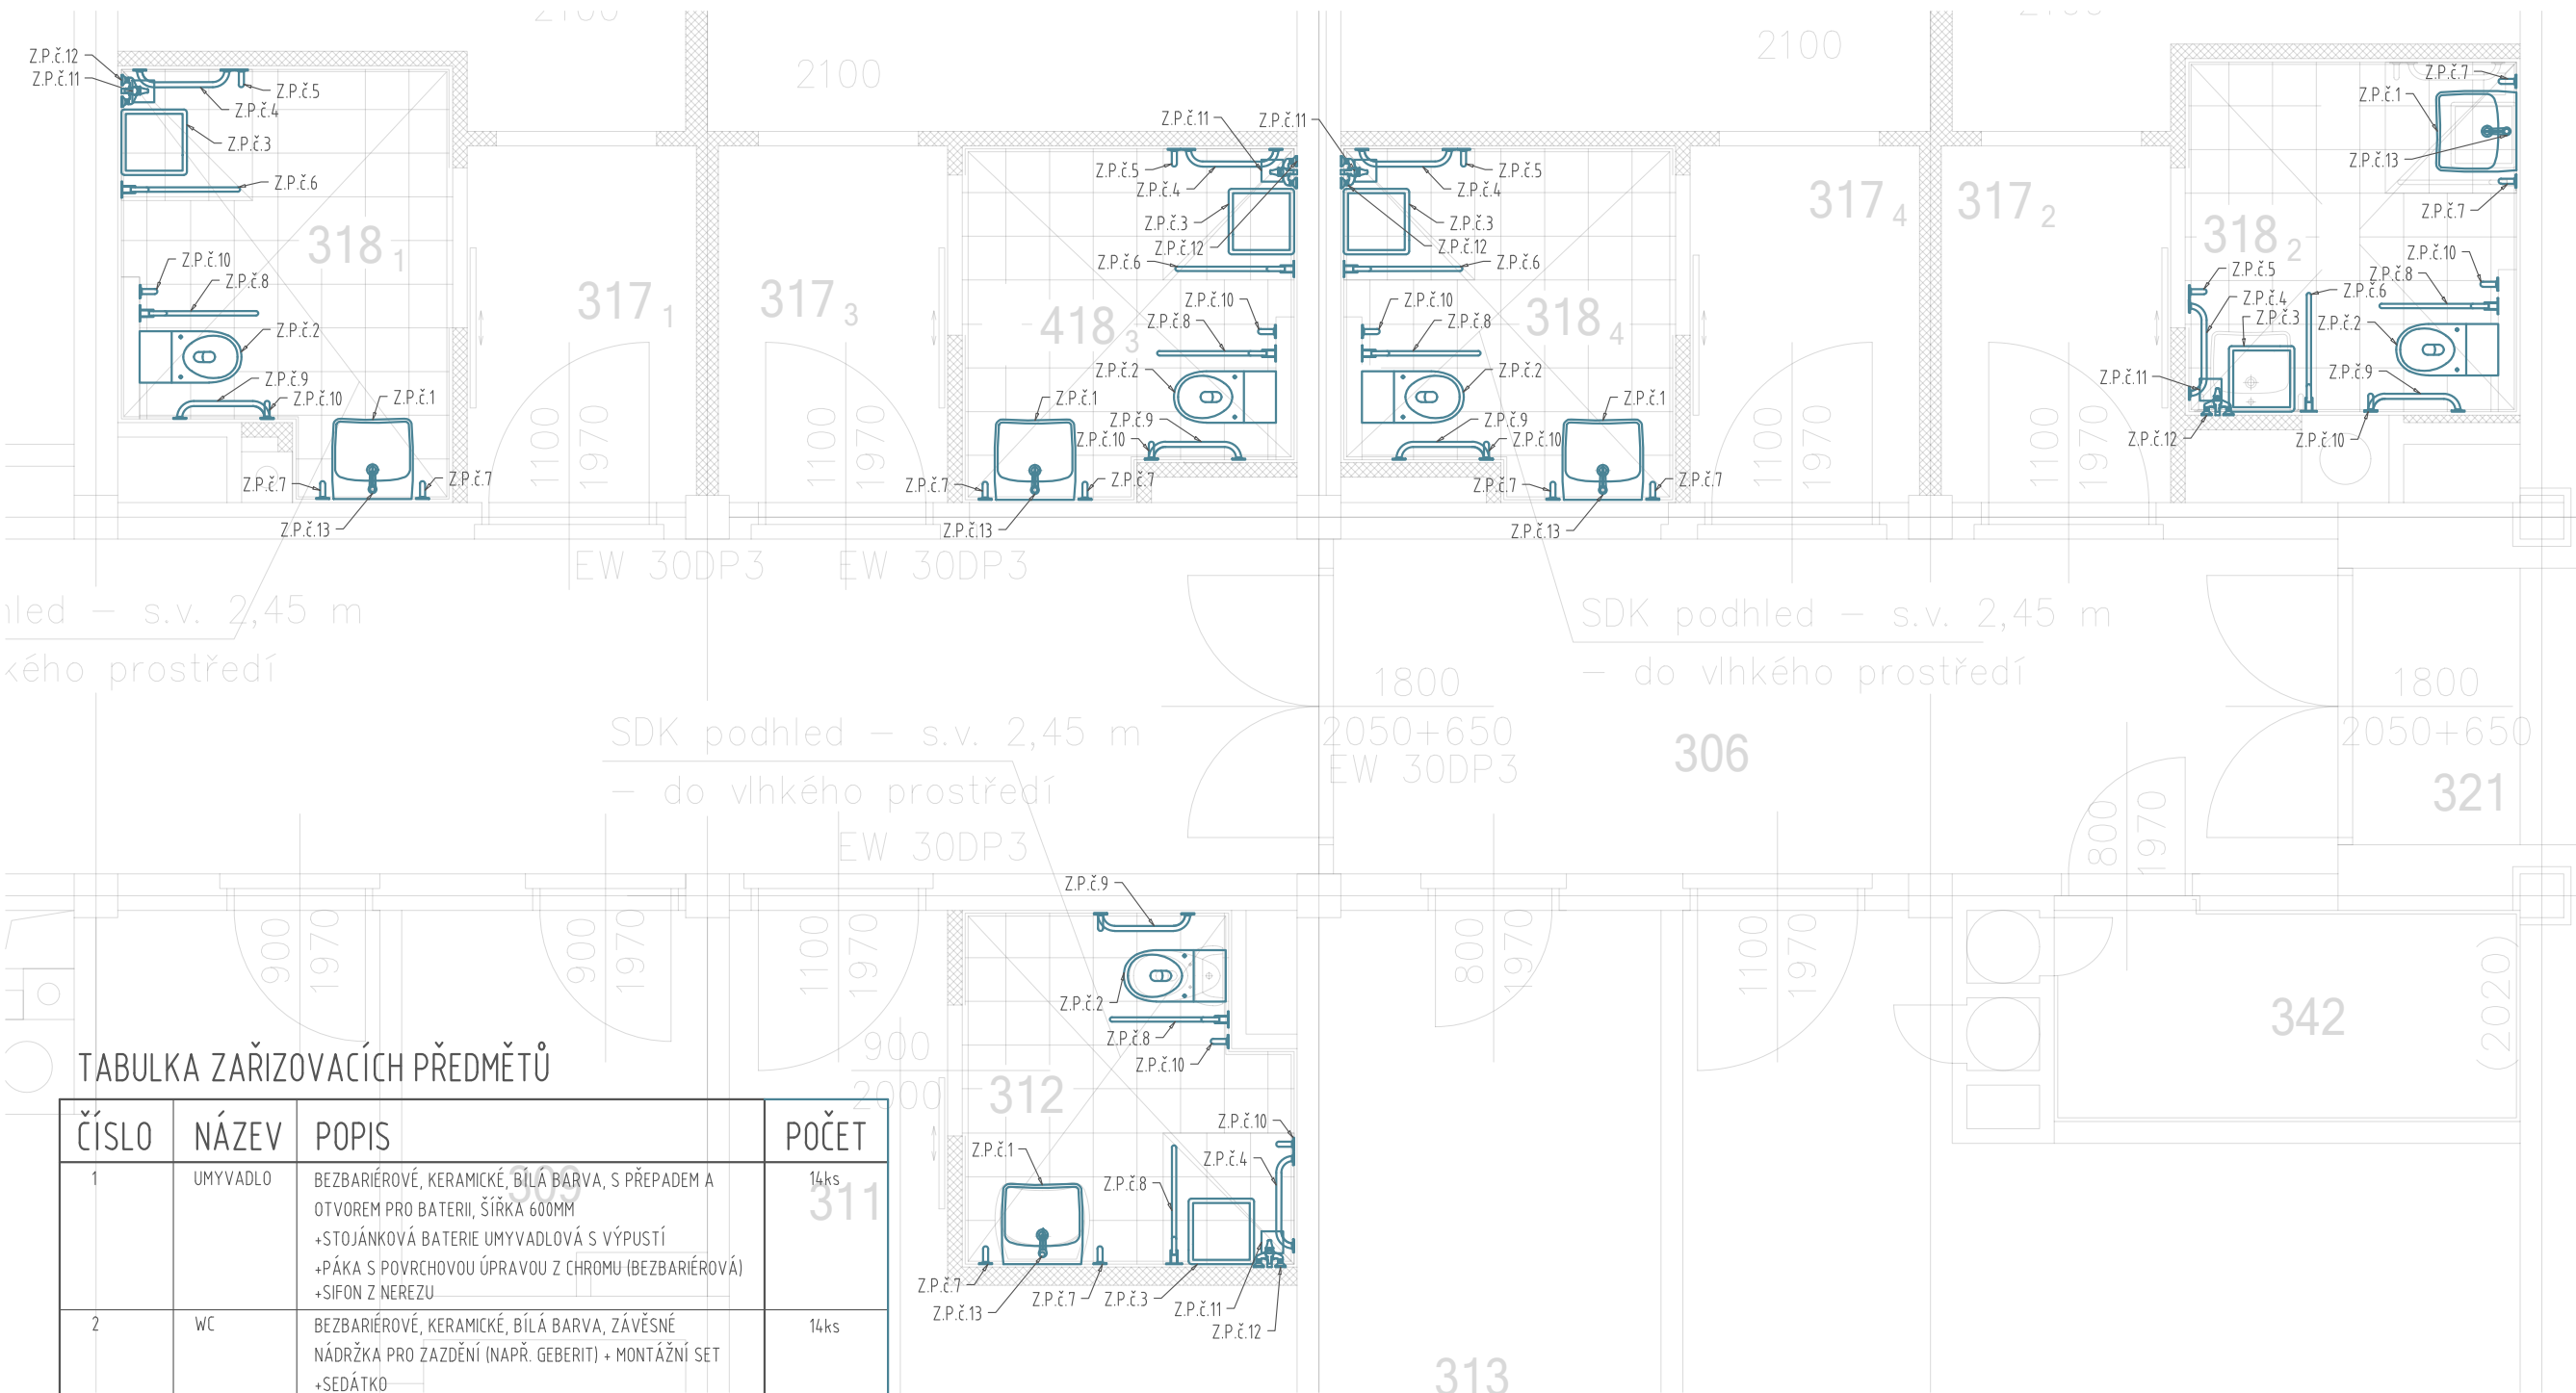 2100
2100
Z.P.č.12
Z.P.č.11
Z.P.č.5
Z.P.č.4
Z.P.č.3
Z.P.č.6
318 1
Z.P.č.10
Z.P.č.8
Z.P.č.2
Z.P.č.9
Z.P.č.10
Z.P.č.1
Z.P.č.7
Z.P.č.7
Z.P.č.13
317 1
1100
1970
EW 30DP3
317 3
1100
1970
EW 30DP3
Z.P.č.11
Z.P.č.5
Z.P.č.4
Z.P.č.3
Z.P.č.12
Z.P.č.6
418 3
Z.P.č.10
Z.P.č.8
Z.P.č.2
Z.P.č.1
Z.P.č.9
Z.P.č.10
Z.P.č.7
Z.P.č.7
Z.P.č.13
Z.P.č.11
Z.P.č.5
Z.P.č.4
Z.P.č.3
Z.P.č.12
Z.P.č.6
318 4
Z.P.č.10
Z.P.č.8
Z.P.č.2
Z.P.č.1
Z.P.č.9
Z.P.č.10
Z.P.č.7
Z.P.č.7
Z.P.č.13
317 4
1100
1970
317 2
1100
1970
Z.P.č.7
Z.P.č.1
Z.P.č.13
Z.P.č.7
318 2
Z.P.č.10
Z.P.č.5
Z.P.č.8
Z.P.č.6
Z.P.č.4
Z.P.č.3
Z.P.č.2
Z.P.č.11
Z.P.č.9
Z.P.č.12
Z.P.č.10
hled – s.v. 2,45 m
kého prostředí
SDK podhled – s.v. 2,45 m
– do vlhkého prostředí
SDK podhled – s.v. 2,45 m
– do vlhkého prostředí
EW 30DP3
1800
2050+650
EW 30DP3
306
1800
2050+650
321
800
1970
900
1970
900
1970
1100
1970
800
1970
1100
1970
342
(2020)
900
2000
Z.P.č.9
Z.P.č.2
Z.P.č.8
Z.P.č.10
312
Z.P.č.10
Z.P.č.1
Z.P.č.4
Z.P.č.8
Z.P.č.7
Z.P.č.13
Z.P.č.7
Z.P.č.3
Z.P.č.11
Z.P.č.12
313
309
311
TABULKA ZAŘIZOVACÍCH PŘEDMĚTŮ
ČÍSLO NÁZEV POPIS POČET
1 UMYVADLO BEZBARIÉROVÉ, KERAMICKÉ, BÍLÁ BARVA, S PŘEPADEM A 14ks
OTVOREM PRO BATERII, ŠÍŘKA 600MM
+STOJÁNKOVÁ BATERIE UMYVADLOVÁ S VÝPUSTÍ
+PÁKA S POVRCHOVOU ÚPRAVOU Z CHROMU (BEZBARIÉROVÁ)
+SIFON Z NEREZU
2 WC BEZBARIÉROVÉ, KERAMICKÉ, BÍLÁ BARVA, ZÁVĚSNÉ 14ks
NÁDRŽKA PRO ZAZDĚNÍ (NAPŘ. GEBERIT) + MONTÁŽNÍ SET
+SEDÁTKO